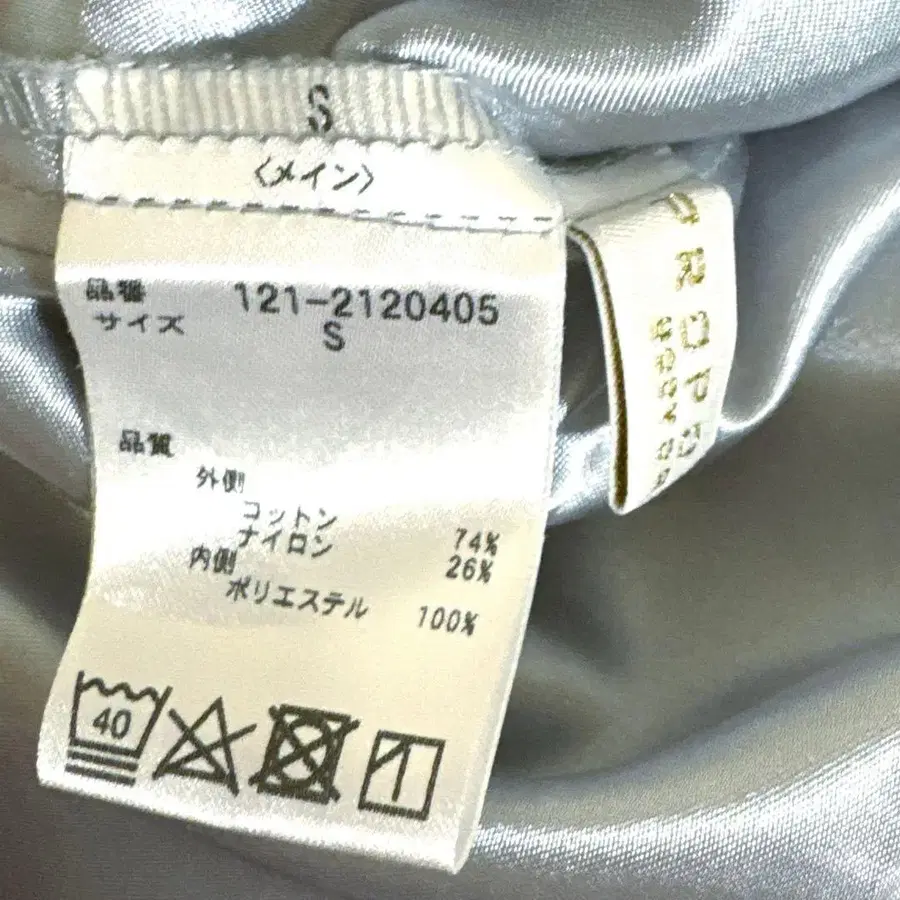 S
〈メイン〉
品番 121-2120405
サイズ S
品質
外側
コットン 74%
ナイロン 26%
内側
ポリエステル 100%
40
PROPO